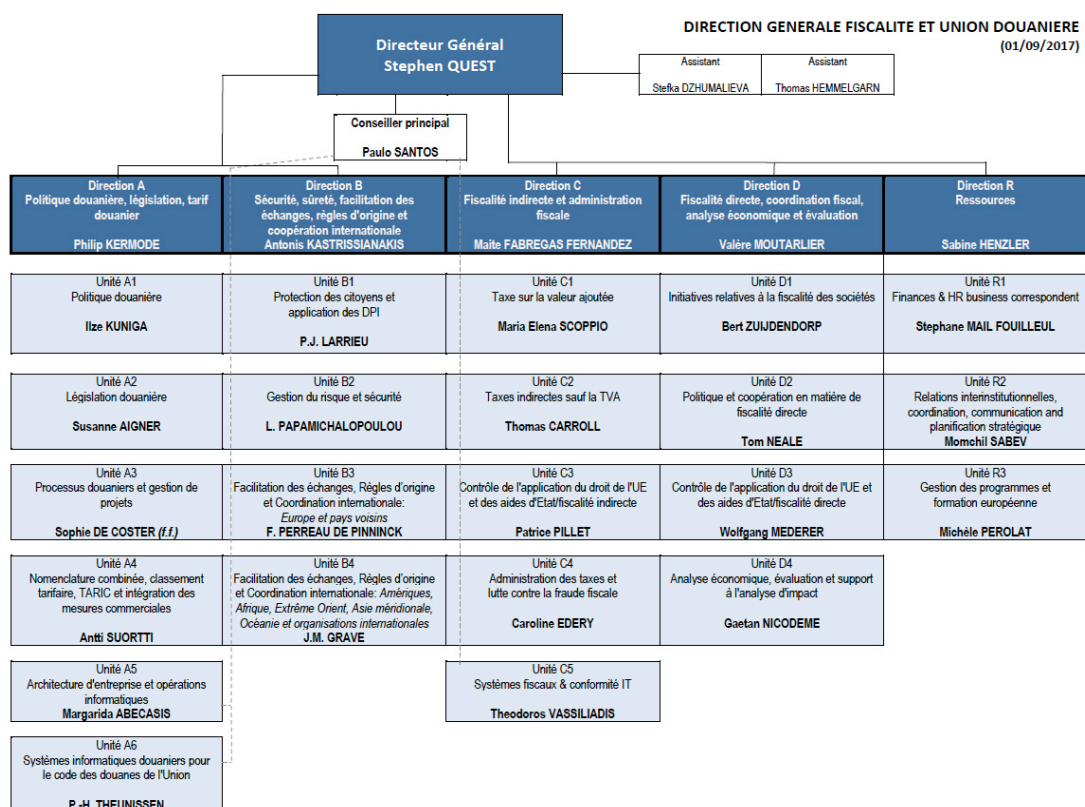 DIRECTION GENERALE FISCALITE ET UNION DOUANIERE
(01/09/2017)
Directeur Général
Stephen QUEST
Assistant
Stefka DZHUMALIEVA
Assistant
Thomas HEMMELGARN
Conseiller principal
Paulo SANTOS
Direction A
Politique douanière, législation, tarif
douanier
Philip KERMODE
Direction B
Sécurité, sûreté, facilitation des
échanges, règles d'origine et
coopération internationale
Antonis KASTRISSIANAKIS
Direction C
Fiscalité indirecte et administration
fiscale
Maite FABREGAS FERNANDEZ
Direction D
Fiscalité directe, coordination fiscal,
analyse économique et évaluation
Valère MOUTARLIER
Direction R
Ressources
Sabine HENZLER
Unité A1
Politique douanière
Ilze KUNIGA
Unité B1
Protection des citoyens et
application des DPI
P.J. LARRIEU
Unité C1
Taxe sur la valeur ajoutée
Maria Elena SCOPPIO
Unité D1
Initiatives relatives à la fiscalité des sociétés
Bert ZUIJDENDORP
Unité R1
Finances & HR business correspondent
Stephane MAIL FOUILLEUL
Unité A2
Législation douanière
Susanne AIGNER
Unité B2
Gestion du risque et sécurité
L. PAPAMICHALOPOULOU
Unité C2
Taxes indirectes sauf la TVA
Thomas CARROLL
Unité D2
Politique et coopération en matière de
fiscalité directe
Tom NEALE
Unité R2
Relations interinstitutionnelles,
coordination, communication and
planification stratégique
Momchil SABEV
Unité A3
Processus douaniers et gestion de
projets
Sophie DE COSTER (f.f.)
Unité B3
Facilitation des échanges, Règles d'origine
et Coordination internationale:
Europe et pays voisins
F. PERREAU DE PINNINCK
Unité C3
Contrôle de l'application du droit de l'UE
et des aides d'Etat/fiscalité indirecte
Patrice PILLET
Unité D3
Contrôle de l'application du droit de l'UE et
des aides d'Etat/fiscalité directe
Wolfgang MEDERER
Unité R3
Gestion des programmes et
formation européenne
Michèle PEROLAT
Unité A4
Nomenclature combinée, classement
tarifaire, TARIC et intégration des
mesures commerciales
Antti SUORTTI
Unité B4
Facilitation des échanges, Règles d'origine
et Coordination internationale: Amériques,
Afrique, Extrême Orient, Asie méridionale,
Océanie et organisations internationales
J.M. GRAVE
Unité C4
Administration des taxes et
lutte contre la fraude fiscale
Caroline EDERY
Unité D4
Analyse économique, évaluation et support
à l'analyse d'impact
Gaetan NICODEME
Unité A5
Architecture d'entreprise et opérations
informatiques
Margarida ABECASIS
Unité C5
Systèmes fiscaux & conformité IT
Theodoros VASSILIADIS
Unité A6
Systèmes informatiques douaniers pour
le code des douanes de l'Union
P.-H. THEUNISSEN